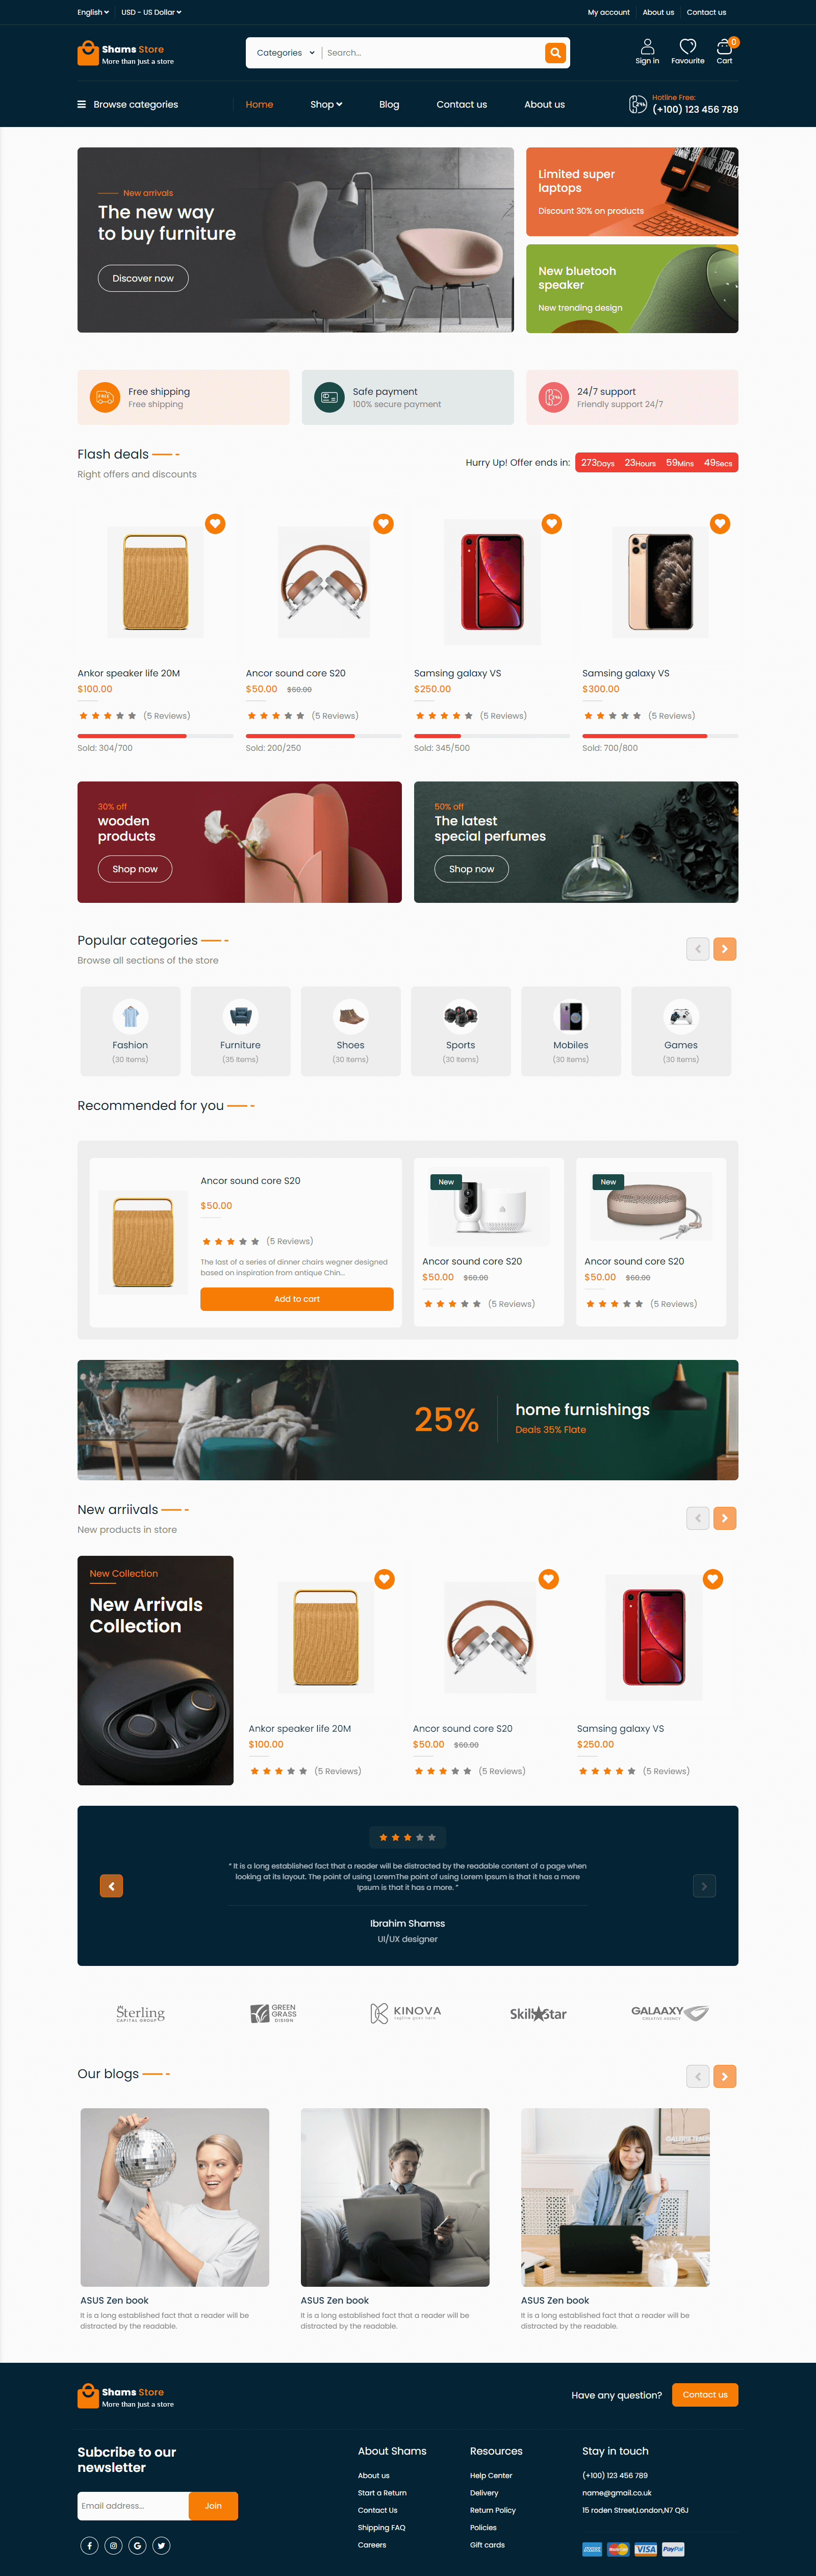 English
USD - US Dollar
My account
About us
Contact us
Shams Store
More than just a store
Categories
Search...
Sign in
Favourite
0
Cart
Browse categories
Home
Shop
Blog
Contact us
About us
Hotline Free:
(+100) 123 456 789
New arrivals
The new way
to buy furniture
Discover now
Limited super
laptops
Discount 30% on products
New bluetooh
speaker
New trending design
Free shipping
Free shipping
Safe payment
100% secure payment
24/7 support
Friendly support 24/7
Flash deals
Right offers and discounts
Hurry Up! Offer ends in:
273Days 23Hours 59Mins 49Secs
Ankor speaker life 20M
$100.00
(5 Reviews)
Sold: 304/700
Ancor sound core S20
$50.00 $60.00
(5 Reviews)
Sold: 200/250
Samsing galaxy VS
$250.00
(5 Reviews)
Sold: 345/500
Samsing galaxy VS
$300.00
(5 Reviews)
Sold: 700/800
30% off
wooden
products
Shop now
50% off
The latest
special perfumes
Shop now
Popular categories
Browse all sections of the store
Fashion
(30 Items)
Furniture
(35 Items)
Shoes
(30 Items)
Sports
(30 Items)
Mobiles
(30 Items)
Games
(30 Items)
Recommended for you
Ancor sound core S20
$50.00
(5 Reviews)
The last of a series of dinner chairs wegner designed
based on inspiration from antique Chin...
Add to cart
New
Ancor sound core S20
$50.00 $60.00
(5 Reviews)
New
Ancor sound core S20
$50.00 $60.00
(5 Reviews)
25%
home furnishings
Deals 35% Flate
New arriivals
New products in store
New Collection
New Arrivals
Collection
Ankor speaker life 20M
$100.00
(5 Reviews)
Ancor sound core S20
$50.00 $60.00
(5 Reviews)
Samsing galaxy VS
$250.00
(5 Reviews)
" It is a long established fact that a reader will be distracted by the readable content of a page when
looking at its layout. The point of using LoremThe point of using Lorem Ipsum is that it has a more
Ipsum is that it has a more. "
Ibrahim Shamss
UI/UX designer
Sterling
CAPITAL GROUP
GREEN
GRASS
DISIGN
KINOVA
tagline goes here
Skill Star
GALAAXY
CREATIVE AGENCY
Our blogs
ASUS Zen book
It is a long established fact that a reader will be
distracted by the readable.
ASUS Zen book
It is a long established fact that a reader will be
distracted by the readable.
ASUS Zen book
It is a long established fact that a reader will be
distracted by the readable.
Shams Store
More than just a store
Have any question?
Contact us
Subcribe to our
newsletter
Email address...
Join
About Shams
About us
Start a Return
Contact Us
Shipping FAQ
Careers
Resources
Help Center
Delivery
Return Policy
Policies
Gift cards
Stay in touch
(+100) 123 456 789
name@gmail.co.uk
15 roden Street,London,N7 Q6J
VISA
PayPal